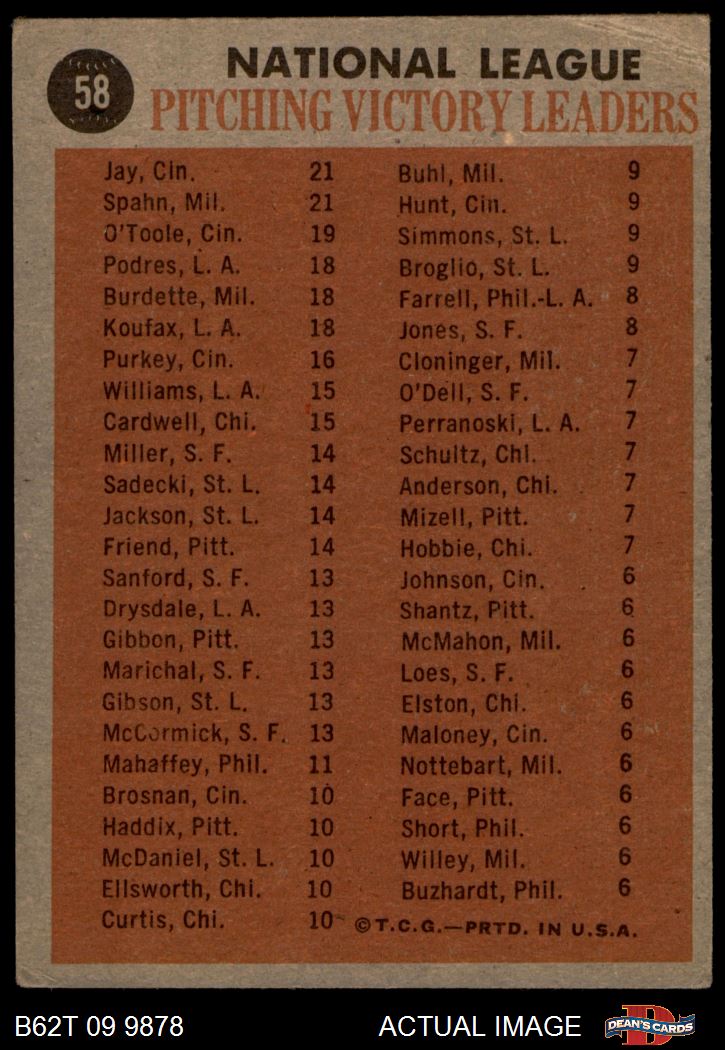 58
NATIONAL LEAGUE
PITCHING VICTORY LEADERS
Jay, Cin. 21
Spahn, Mil. 21
O'Toole, Cin. 19
Podres, L. A. 18
Burdette, Mil. 18
Koufax, L. A. 18
Purkey, Cin. 16
Williams, L. A. 15
Cardwell, Chi. 15
Miller, S. F. 14
Sadecki, St. L. 14
Jackson, St. L. 14
Friend, Pitt. 14
Sanford, S. F. 13
Drysdale, L. A. 13
Gibbon, Pitt. 13
Marichal, S. F. 13
Gibson, St. L. 13
McCormick, S. F. 13
Mahaffey, Phil. 11
Brosnan, Cin. 10
Haddix, Pitt. 10
McDaniel, St. L. 10
Ellsworth, Chi. 10
Curtis, Chi. 10
Buhl, Mil. 9
Hunt, Cin. 9
Simmons, St. L. 9
Broglio, St. L. 9
Farrell, Phil.-L. A. 8
Jones, S. F. 8
Cloninger, Mil. 7
O'Dell, S. F. 7
Perranoski, L. A. 7
Schultz, Chi. 7
Anderson, Chi. 7
Mizell, Pitt. 7
Hobbie, Chi. 7
Johnson, Cin. 6
Shantz, Pitt. 6
McMahon, Mil. 6
Loes, S. F. 6
Elston, Chi. 6
Maloney, Cin. 6
Nottebart, Mil. 6
Face, Pitt. 6
Short, Phil. 6
Willey, Mil. 6
Buzhardt, Phil. 6
©T.C.G.—PRTD. IN U.S.A.
B62T 09 9878
ACTUAL IMAGE
DEAN'S CARDS